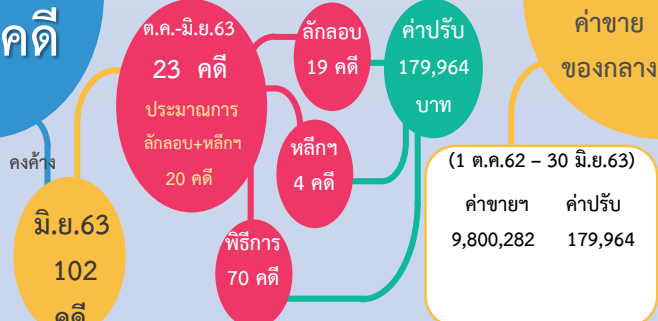 คดี
คงค้าง
มิ.ย.63
102
คดี
ต.ค.-มิ.ย.63
23 คดี
ประมาณการ
ลักลอบ+หลีกฯ
20 คดี
ลักลอบ
19 คดี
หลีกฯ
4 คดี
พิธีการ
70 คดี
ค่าปรับ
179,964
บาท
ค่าขาย
ของกลาง
(1 ต.ค.62 – 30 มิ.ย.63)
ค่าขายฯ ค่าปรับ
9,800,282 179,964